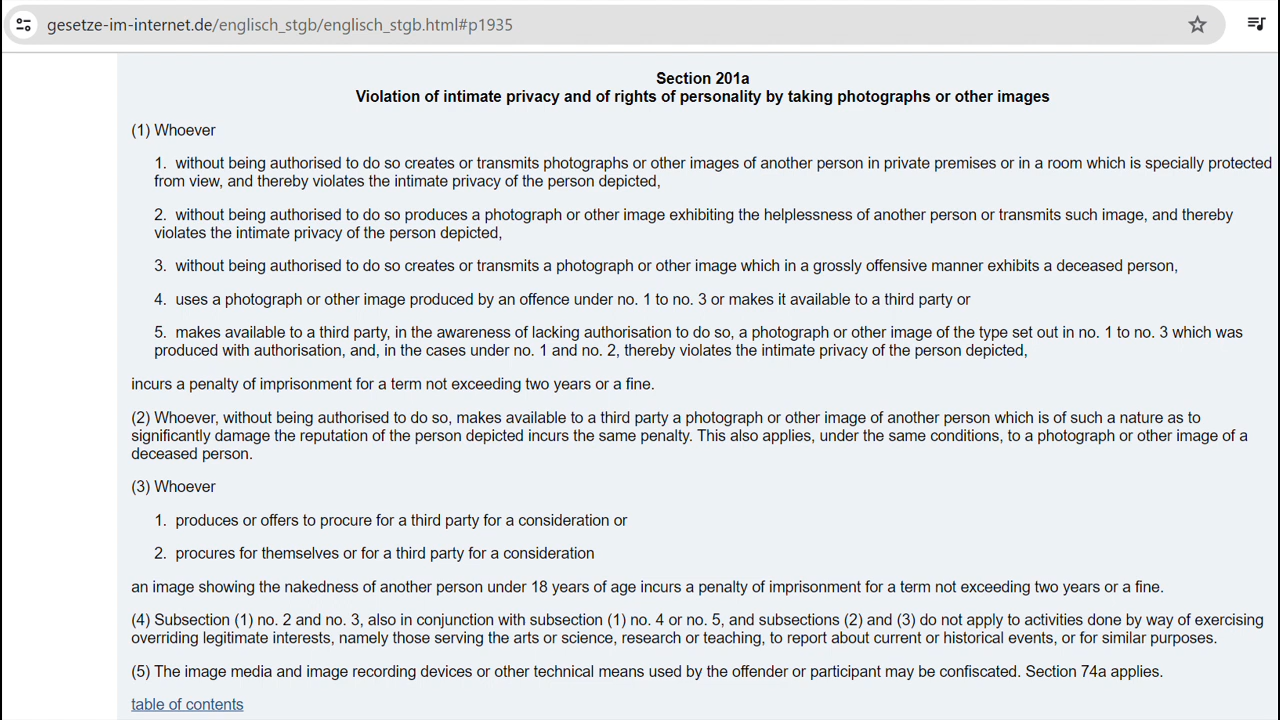 gesetze-im-internet.de/englisch_stgb/englisch_stgb.html#p1935
Section 201a
Violation of intimate privacy and of rights of personality by taking photographs or other images
(1) Whoever
1. without being authorised to do so creates or transmits photographs or other images of another person in private premises or in a room which is specially protected
from view, and thereby violates the intimate privacy of the person depicted,
2. without being authorised to do so produces a photograph or other image exhibiting the helplessness of another person or transmits such image, and thereby
violates the intimate privacy of the person depicted,
3. without being authorised to do so creates or transmits a photograph or other image which in a grossly offensive manner exhibits a deceased person,
4. uses a photograph or other image produced by an offence under no. 1 to no. 3 or makes it available to a third party or
5. makes available to a third party, in the awareness of lacking authorisation to do so, a photograph or other image of the type set out in no. 1 to no. 3 which was
produced with authorisation, and, in the cases under no. 1 and no. 2, thereby violates the intimate privacy of the person depicted,
incurs a penalty of imprisonment for a term not exceeding two years or a fine.
(2) Whoever, without being authorised to do so, makes available to a third party a photograph or other image of another person which is of such a nature as to
significantly damage the reputation of the person depicted incurs the same penalty. This also applies, under the same conditions, to a photograph or other image of a
deceased person.
(3) Whoever
1. produces or offers to procure for a third party for a consideration or
2. procures for themselves or for a third party for a consideration
an image showing the nakedness of another person under 18 years of age incurs a penalty of imprisonment for a term not exceeding two years or a fine.
(4) Subsection (1) no. 2 and no. 3, also in conjunction with subsection (1) no. 4 or no. 5, and subsections (2) and (3) do not apply to activities done by way of exercising
overriding legitimate interests, namely those serving the arts or science, research or teaching, to report about current or historical events, or for similar purposes.
(5) The image media and image recording devices or other technical means used by the offender or participant may be confiscated. Section 74a applies.
table of contents